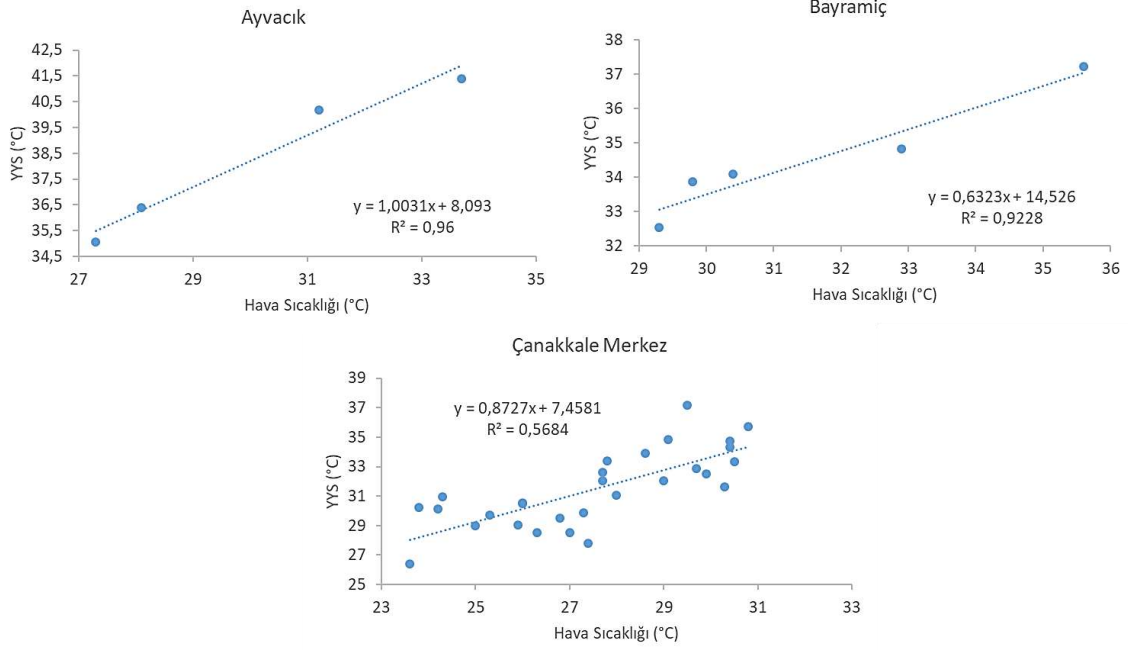 Ayvacık
YYS (°C)
42,5
41,5
40,5
39,5
38,5
37,5
36,5
35,5
34,5
y = 1,0031x + 8,093
R² = 0,96
27 29 31 33 35
Hava Sıcaklığı (°C)
Bayramiç
YYS (°C)
38
37
36
35
34
33
32
y = 0,6323x + 14,526
R² = 0,9228
29 30 31 32 33 34 35 36
Hava Sıcaklığı (°C)
Çanakkale Merkez
YYS (°C)
39
37
35
33
31
29
27
25
y = 0,8727x + 7,4581
R² = 0,5684
23 25 27 29 31 33
Hava Sıcaklığı (°C)